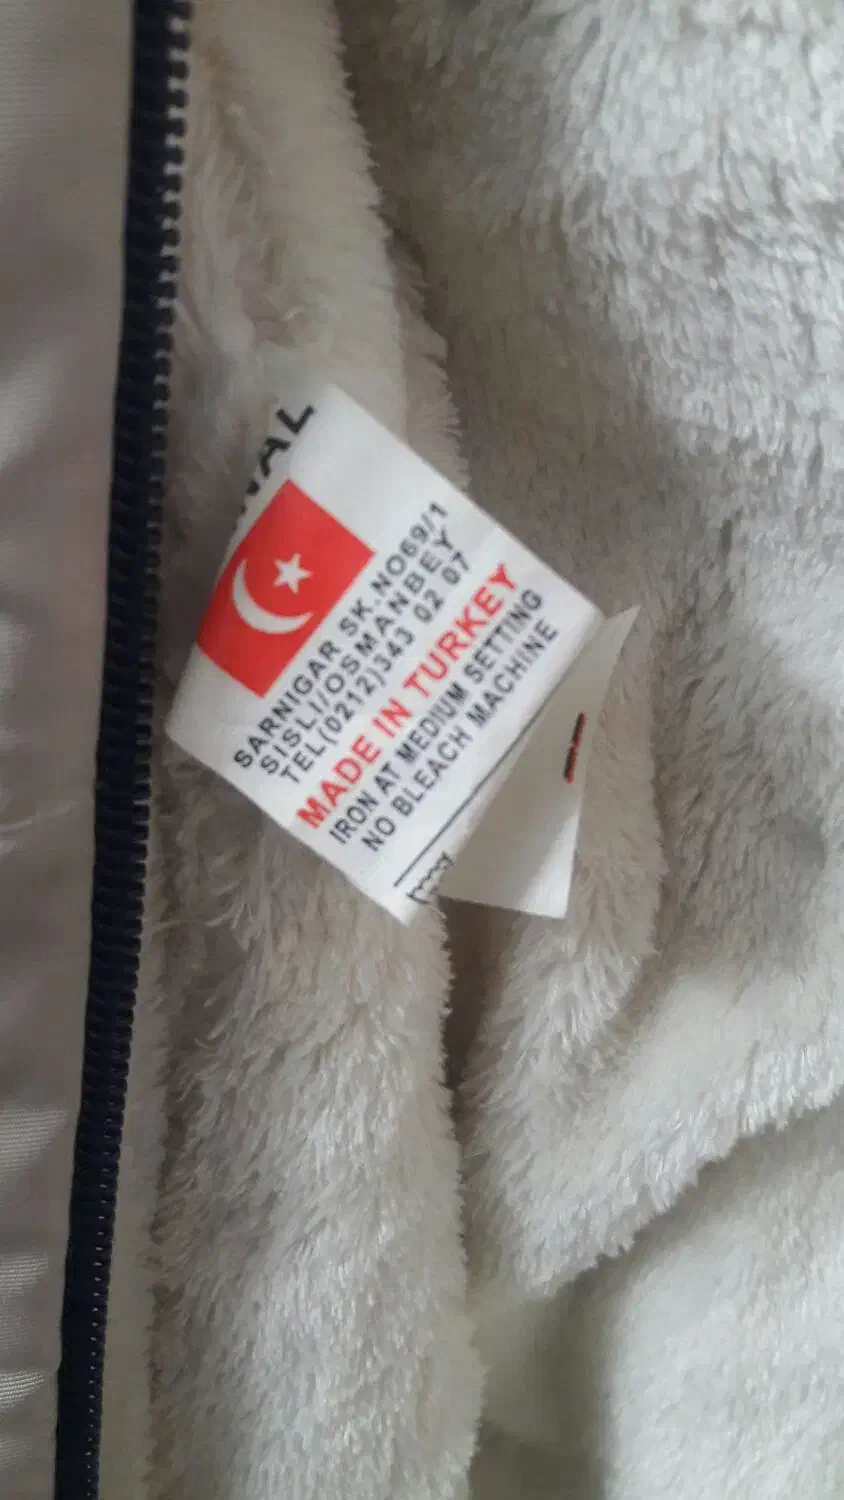 NAL
SARNIGAR SK.NO69/1
SISLI/OSMANBEY
TEL(0212)343 02 07
MADE IN TURKEY
IRON AT MEDIUM SETTING
NO BLEACH MACHINE